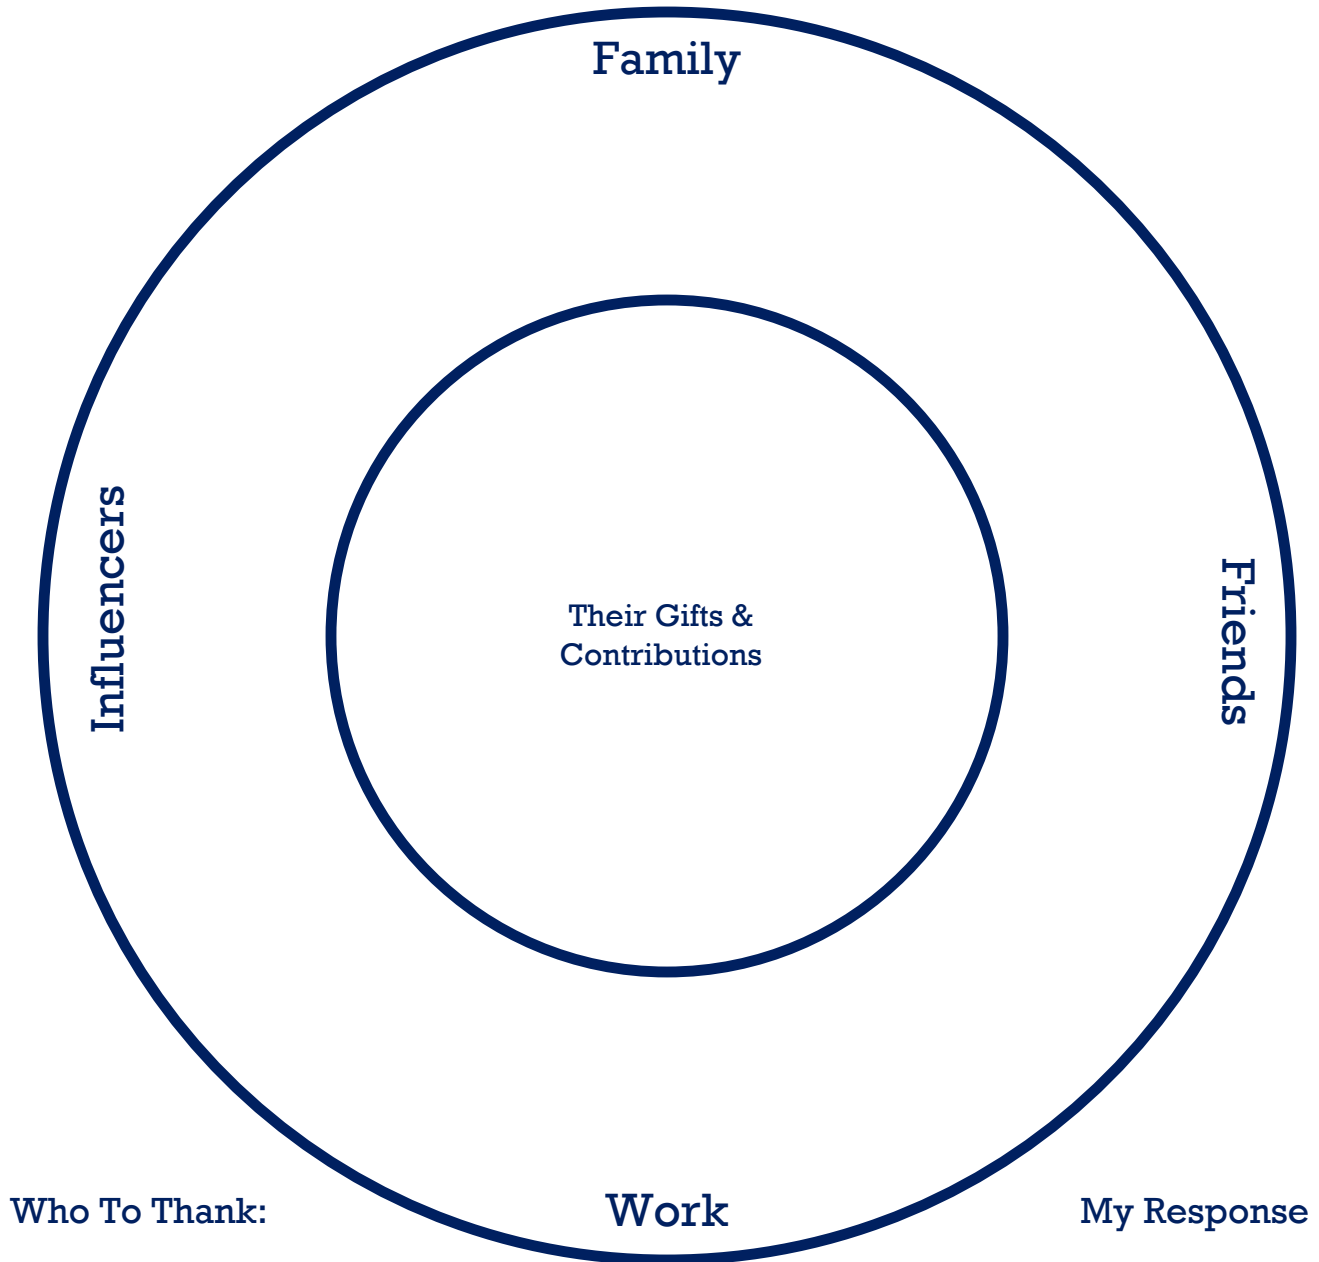 Family
Influencers
Friends
Their Gifts &
Contributions
Who To Thank:
Work
My Response